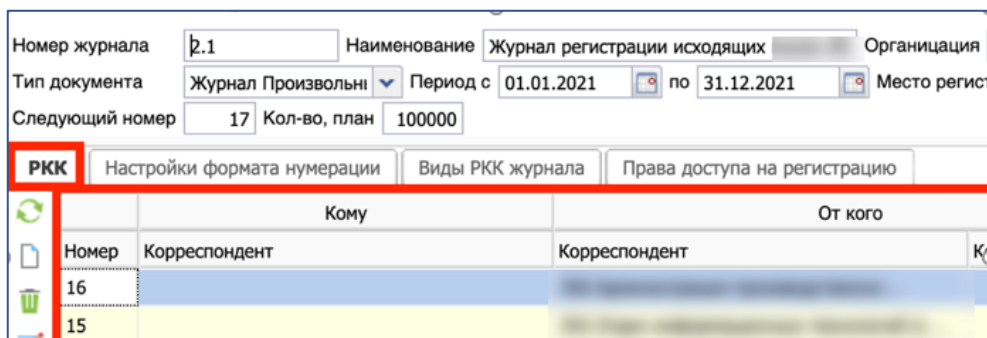 Номер журнала 2.1 Наименование Журнал регистрации исходящих Органицация
Тип документа Журнал Произвольны Период с 01.01.2021 по 31.12.2021 Место регист
Следующий номер 17 Кол-во, план 100000
РКК Настройки формата нумерации Виды РКК журнала Права доступа на регистрацию
Кому От кого
Номер Корреспондент Корреспондент
16
15